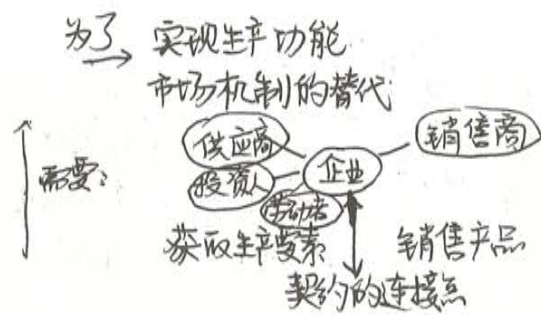 为了 实现生产功能
市场机制的替代
供应商 销售商
需要: 投资人 企业
劳动者
获取生产要素 销售产品
契约的连接点